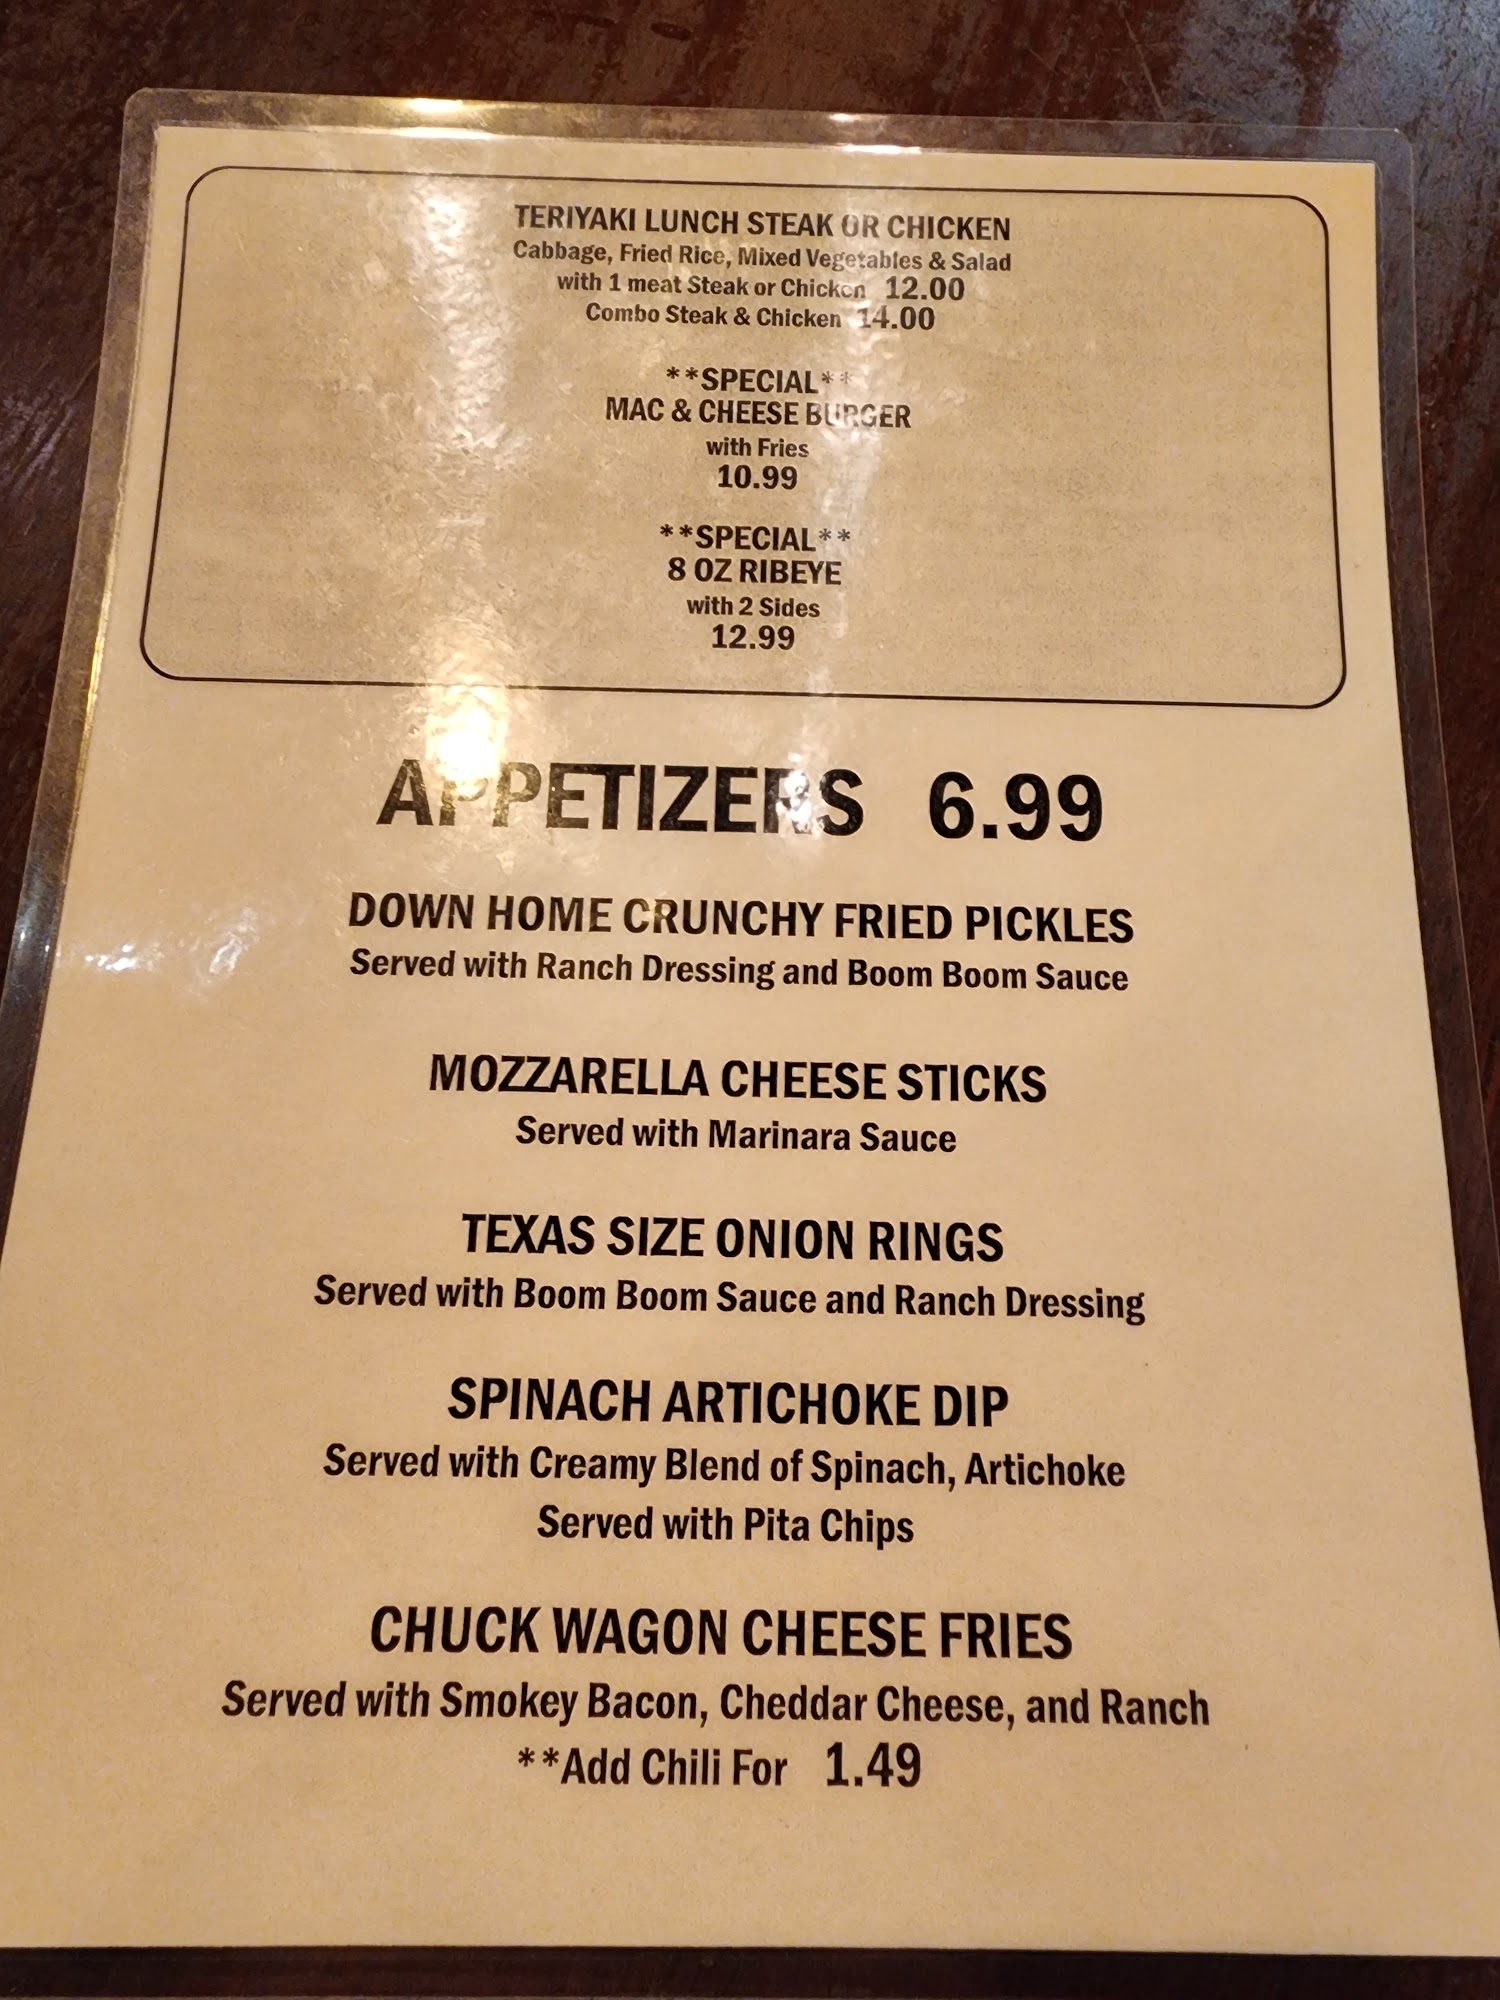 TERIYAKI LUNCH STEAK OR CHICKEN
Cabbage, Fried Rice, Mixed Vegetables & Salad
with 1 meat Steak or Chicken 12.00
Combo Steak & Chicken 14.00
**SPECIAL**
MAC & CHEESE BURGER
with Fries
10.99
**SPECIAL**
8 OZ RIBEYE
with 2 Sides
12.99
APPETIZERS 6.99
DOWN HOME CRUNCHY FRIED PICKLES
Served with Ranch Dressing and Boom Boom Sauce
MOZZARELLA CHEESE STICKS
Served with Marinara Sauce
TEXAS SIZE ONION RINGS
Served with Boom Boom Sauce and Ranch Dressing
SPINACH ARTICHOKE DIP
Served with Creamy Blend of Spinach, Artichoke
Served with Pita Chips
CHUCK WAGON CHEESE FRIES
Served with Smokey Bacon, Cheddar Cheese, and Ranch
**Add Chili For 1.49